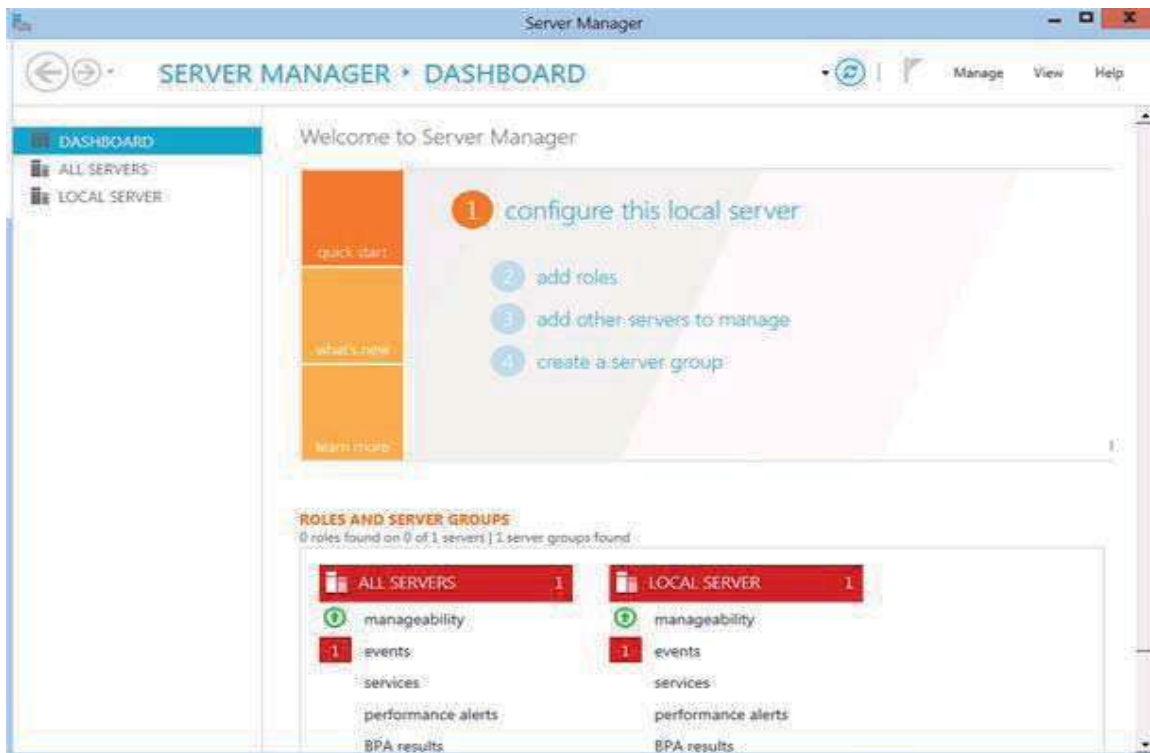 Server Manager
SERVER MANAGER • DASHBOARD
Manage View Help
DASHBOARD
ALL SERVERS
LOCAL SERVER
Welcome to Server Manager
quick start
what's new
learn more
1 configure this local server
2 add roles
3 add other servers to manage
4 create a server group
ROLES AND SERVER GROUPS
0 roles found on 0 of 1 servers | 1 server groups found
ALL SERVERS 1
manageability
1 events
services
performance alerts
BPA results
LOCAL SERVER 1
manageability
1 events
services
performance alerts
BPA results